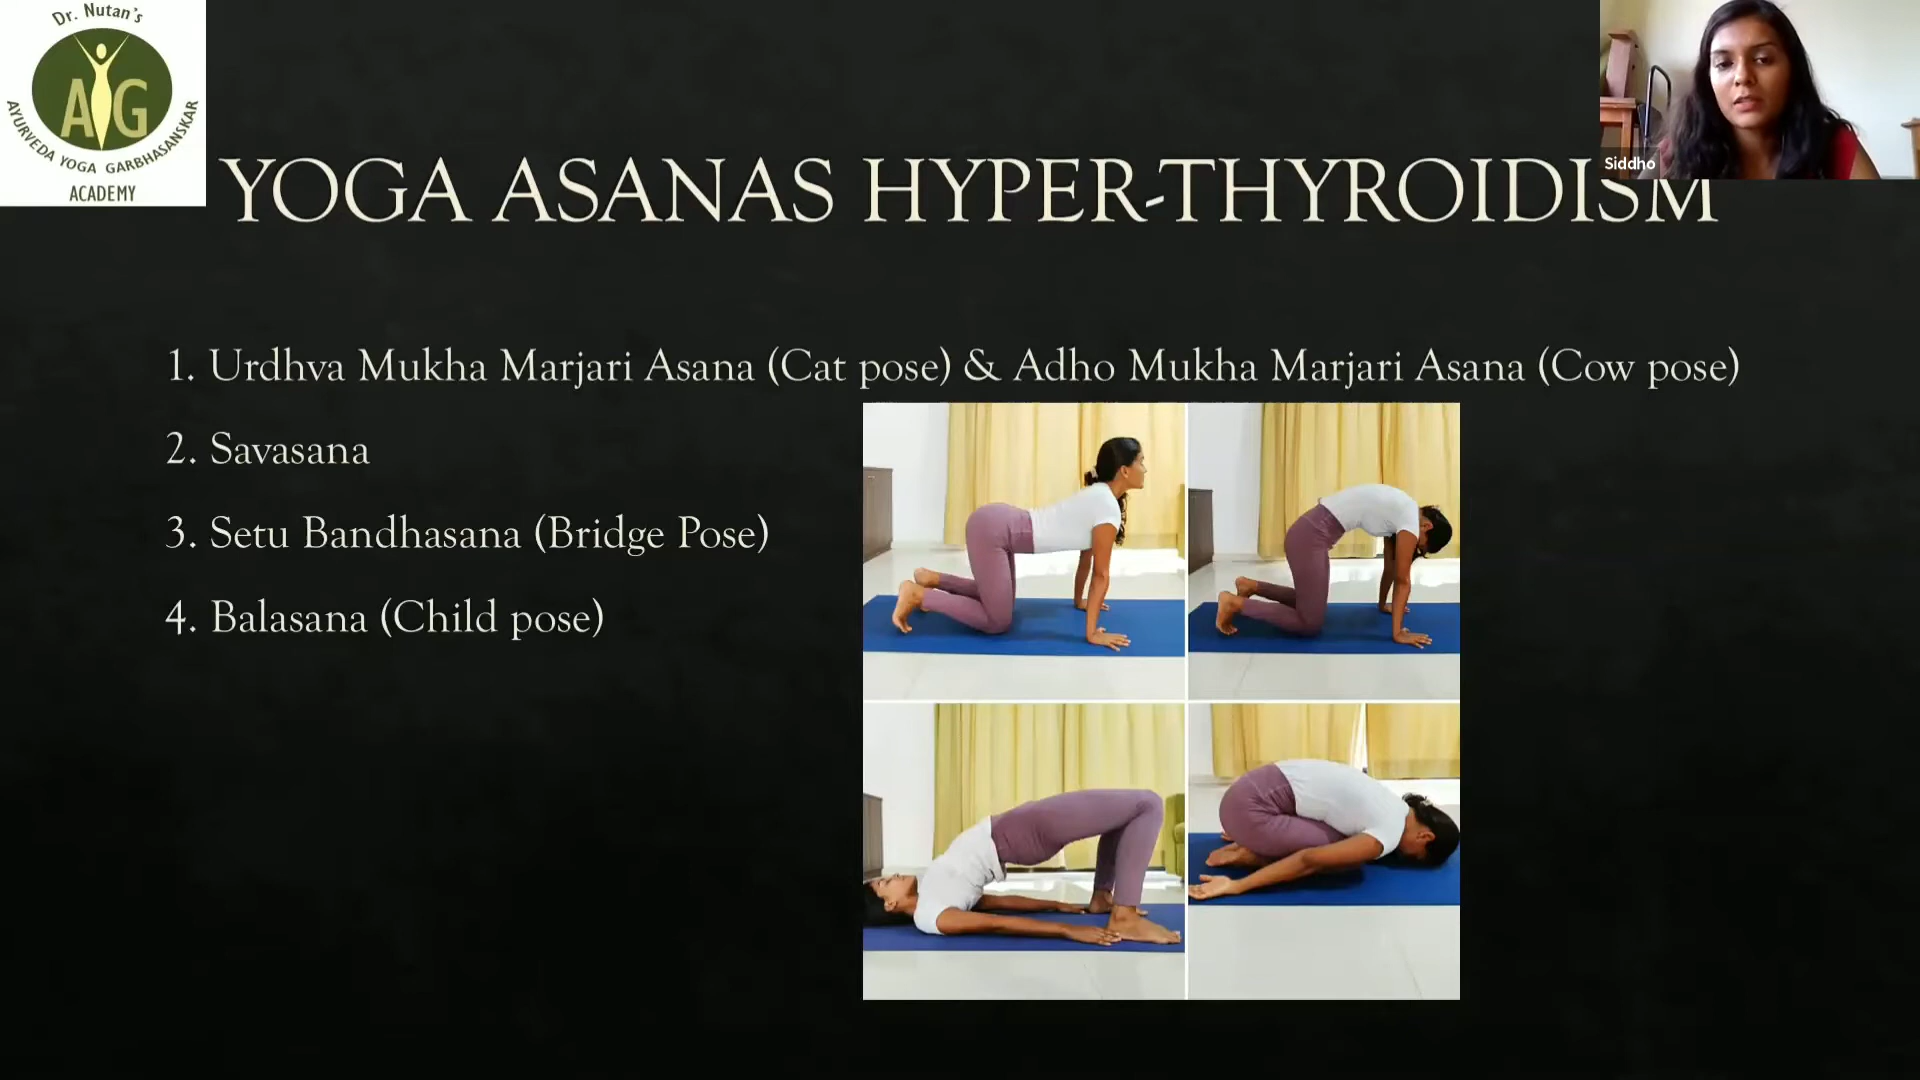 Dr. Nutan's
AYG
AYURVEDA YOGA GARBHASANSKAR
ACADEMY
Siddho
YOGA ASANAS HYPER-THYROIDISM
1. Urdhva Mukha Marjari Asana (Cat pose) & Adho Mukha Marjari Asana (Cow pose)
2. Savasana
3. Setu Bandhasana (Bridge Pose)
4. Balasana (Child pose)